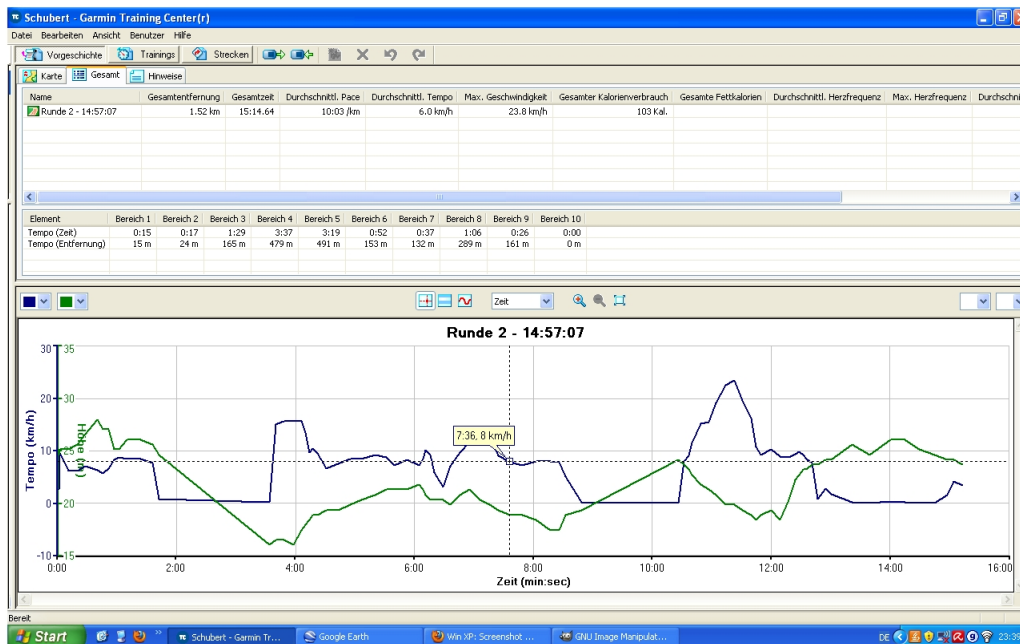 Schubert - Garmin Training Center(r)
Datei Bearbeiten Ansicht Benutzer Hilfe
Vorgeschichte Trainings Strecken
Karte Gesamt Hinweise
Name Gesamtentfernung Gesamtzeit Durchschnittl. Pace Durchschnittl. Tempo Max. Geschwindigkeit Gesamter Kalorienverbrauch Gesamte Fettkalorien Durchschnittl. Herzfrequenz Max. Herzfrequenz Durchschni
Runde 2 - 14:57:07 1.52 km 15:14.64 10:03 /km 6.0 km/h 23.8 km/h 103 Kal.
Element Bereich 1 Bereich 2 Bereich 3 Bereich 4 Bereich 5 Bereich 6 Bereich 7 Bereich 8 Bereich 9 Bereich 10
Tempo (Zeit) 0:15 0:17 1:29 3:37 3:19 0:52 0:37 1:06 0:26 0:00
Tempo (Entfernung) 15 m 24 m 165 m 479 m 491 m 153 m 132 m 289 m 161 m 0 m
Zeit
Runde 2 - 14:57:07
30 35
20 30
10 25
0 20
-10 15
Tempo (km/h)
Höhe (m)
7:36, 8 km/h
0:00 2:00 4:00 6:00 8:00 10:00 12:00 14:00 16:00
Zeit (min:sec)
Bereit
Start Schubert - Garmin Tr... Google Earth Win XP: Screenshot ... GNU Image Manipulat... DE 23:39